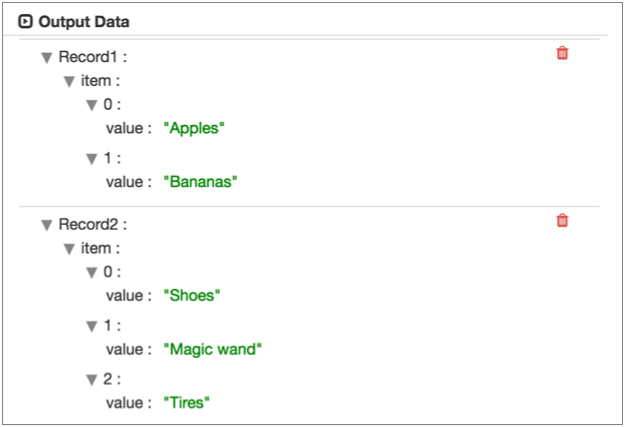 Output Data
Record1 :
item :
0 :
value : "Apples"
1 :
value : "Bananas"
Record2 :
item :
0 :
value : "Shoes"
1 :
value : "Magic wand"
2 :
value : "Tires"